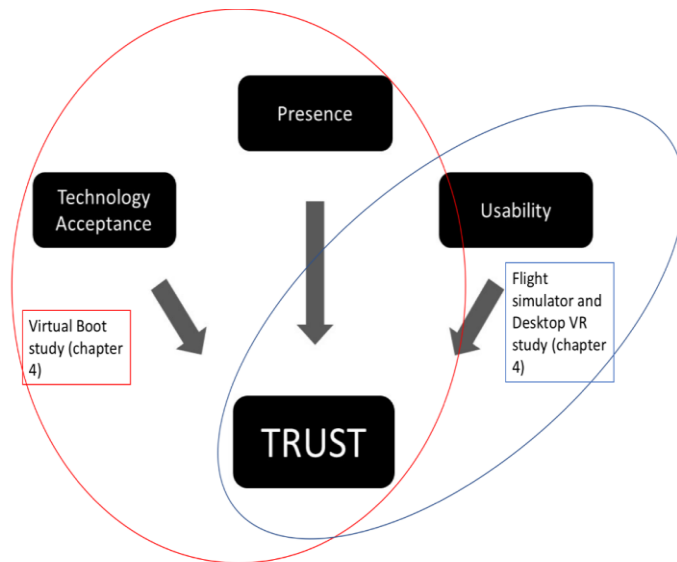 Presence
Technology
Acceptance
Usability
Flight
simulator and
Desktop VR
study (chapter
4)
Virtual Boot
study (chapter
4)
TRUST